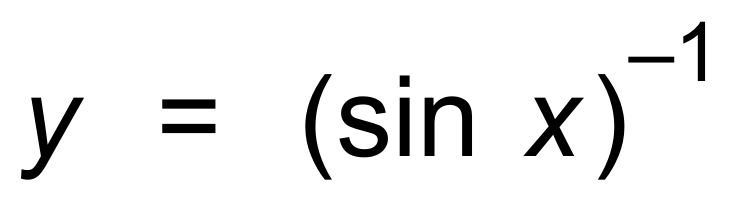 y = (sin x)⁻¹